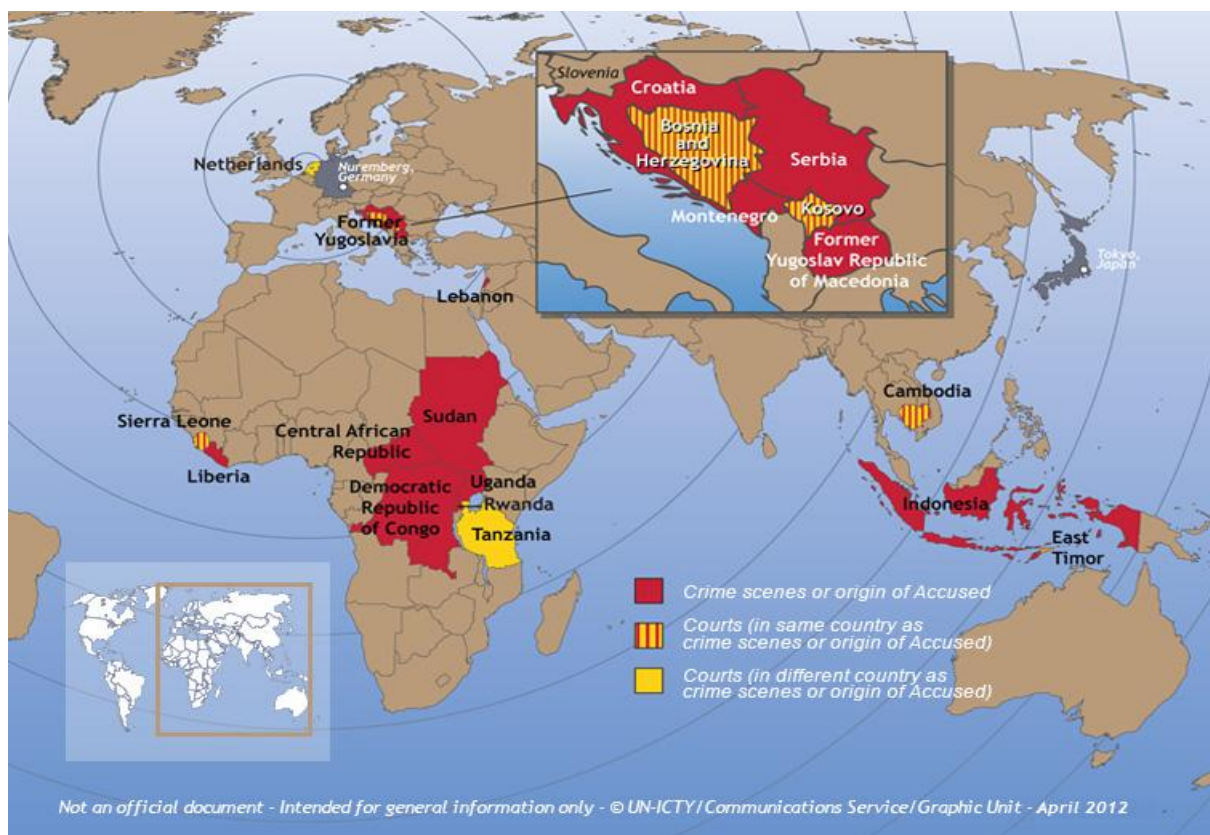 Slovenia
Croatia
Bosnia
and
Herzegovina
Serbia
Montenegro
Kosovo
Former
Yugoslav Republic
of Macedonia
Netherlands
Nuremberg,
Germany
Former
Yugoslavia
Tokyo,
Japan
Lebanon
Cambodia
Sierra Leone
Liberia
Sudan
Central African
Republic
Uganda
Democratic
Republic
of Congo
Rwanda
Tanzania
Indonesia
East
Timor
Crime scenes or origin of Accused
Courts (in same country as
crime scenes or origin of Accused)
Courts (in different country as
crime scenes or origin of Accused)
Not an official document - Intended for general information only - © UN-ICTY/Communications Service/Graphic Unit - April 2012